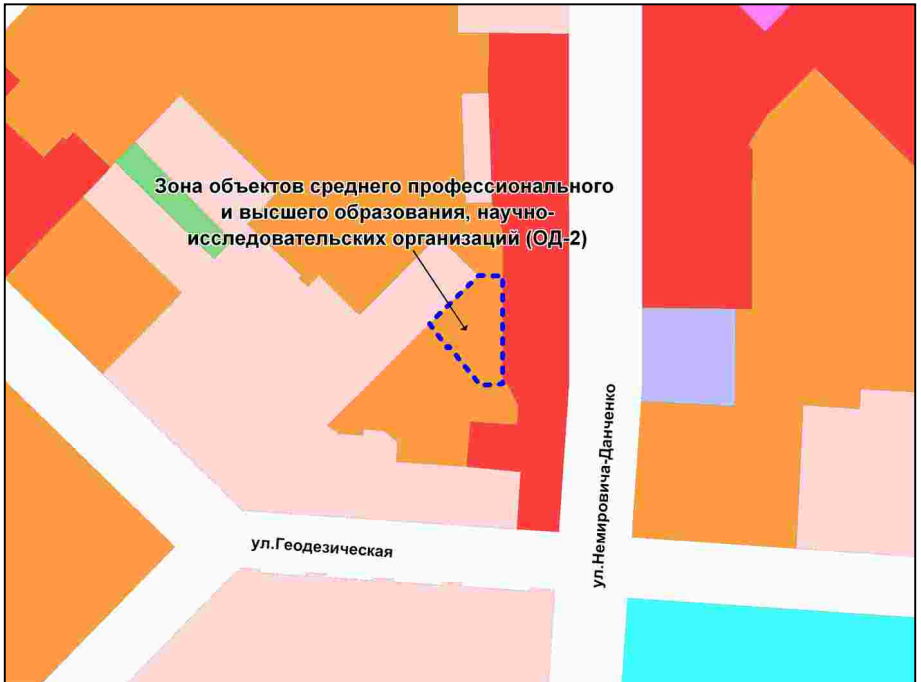 Зона объектов среднего профессионального
и высшего образования, научно-
исследовательских организаций (ОД-2)
ул.Немировича-Данченко
ул.Геодезическая